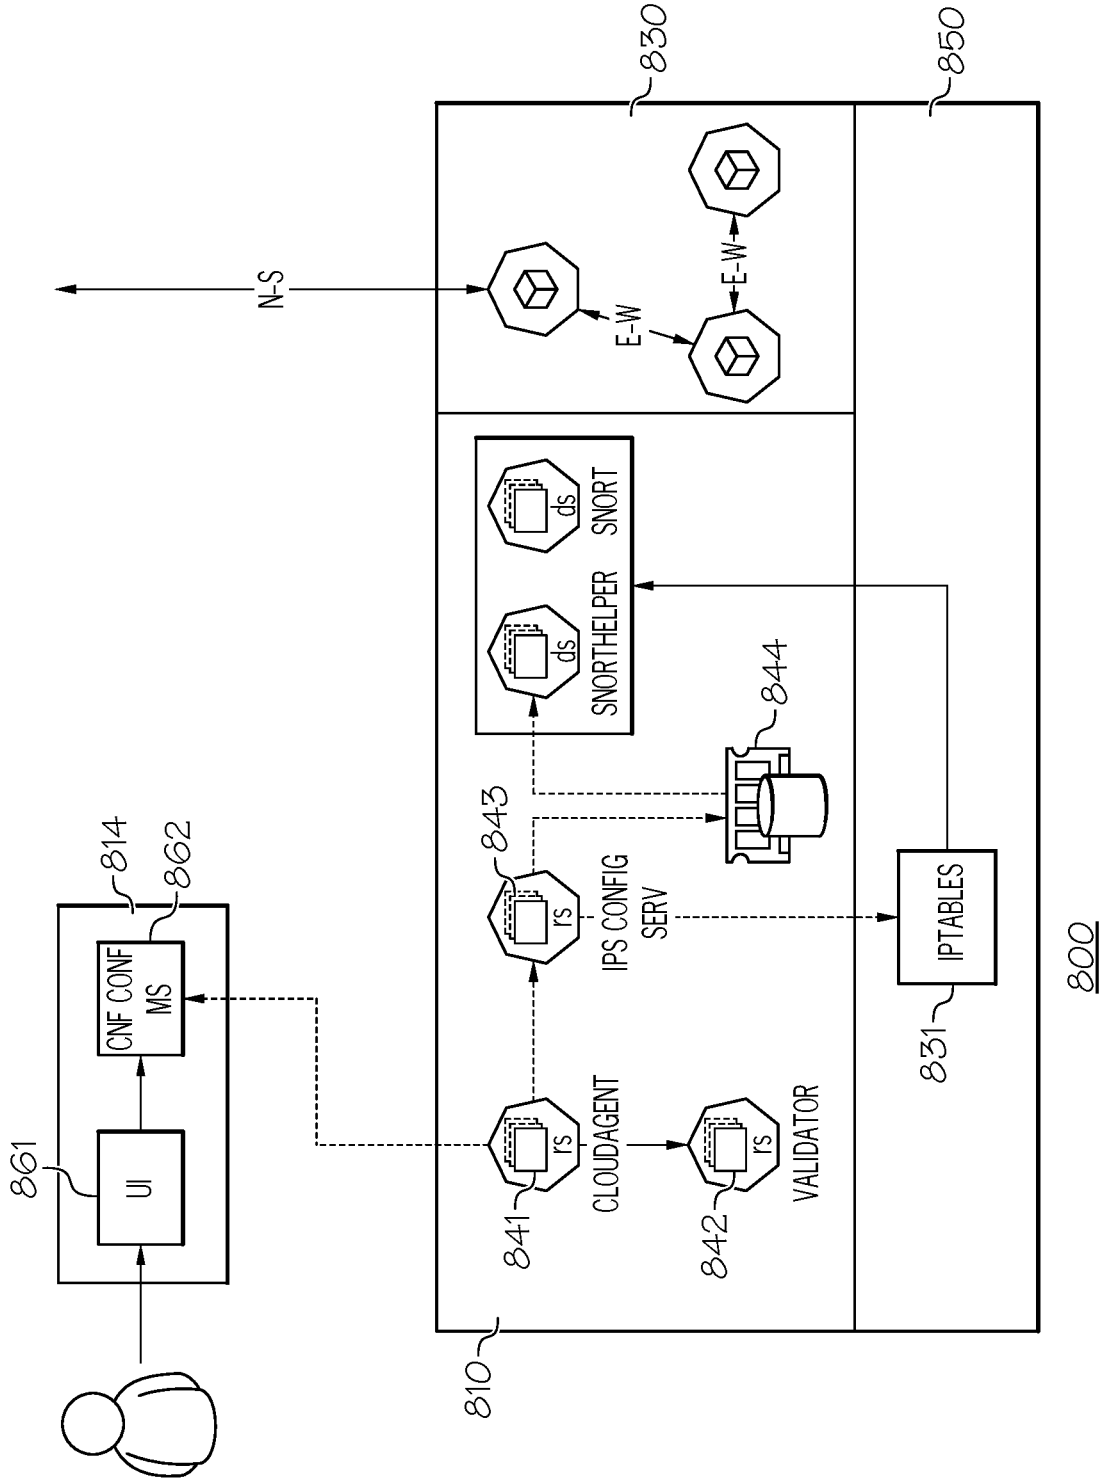 861
UI
CNF CONF
MS
862
814
N-S
810
841
rs
CLOUDAGENT
842
rs
VALIDATOR
843
rs
IPS CONFIG
SERV
844
ds
SNORTHELPER
ds
SNORT
E-W
E-W
830
831
IPTABLES
850
800